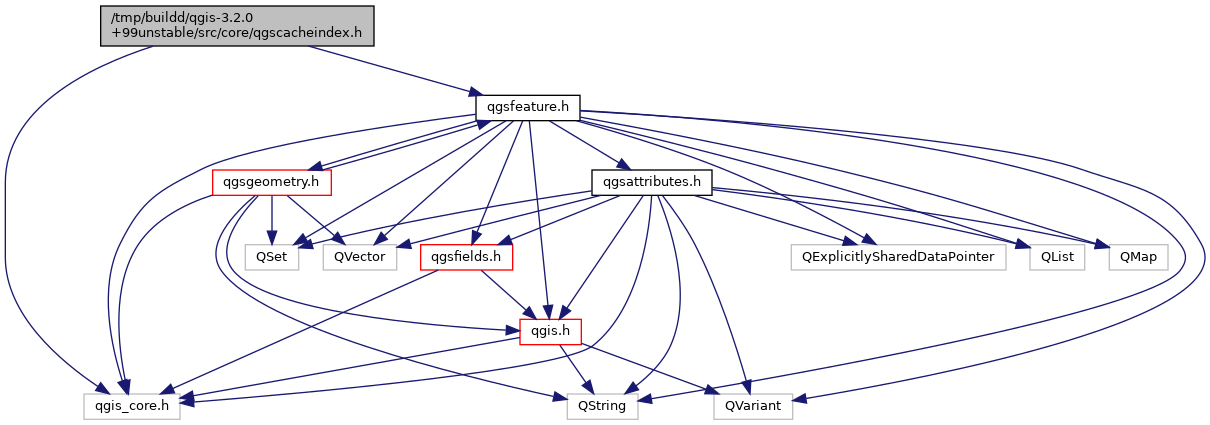 /tmp/buildd/qgis-3.2.0
+99unstable/src/core/qgscacheindex.h
qgsfeature.h
qgsgeometry.h
qgsattributes.h
QSet
QVector
qgsfields.h
QExplicitlySharedDataPointer
QList
QMap
qgis.h
qgis_core.h
QString
QVariant